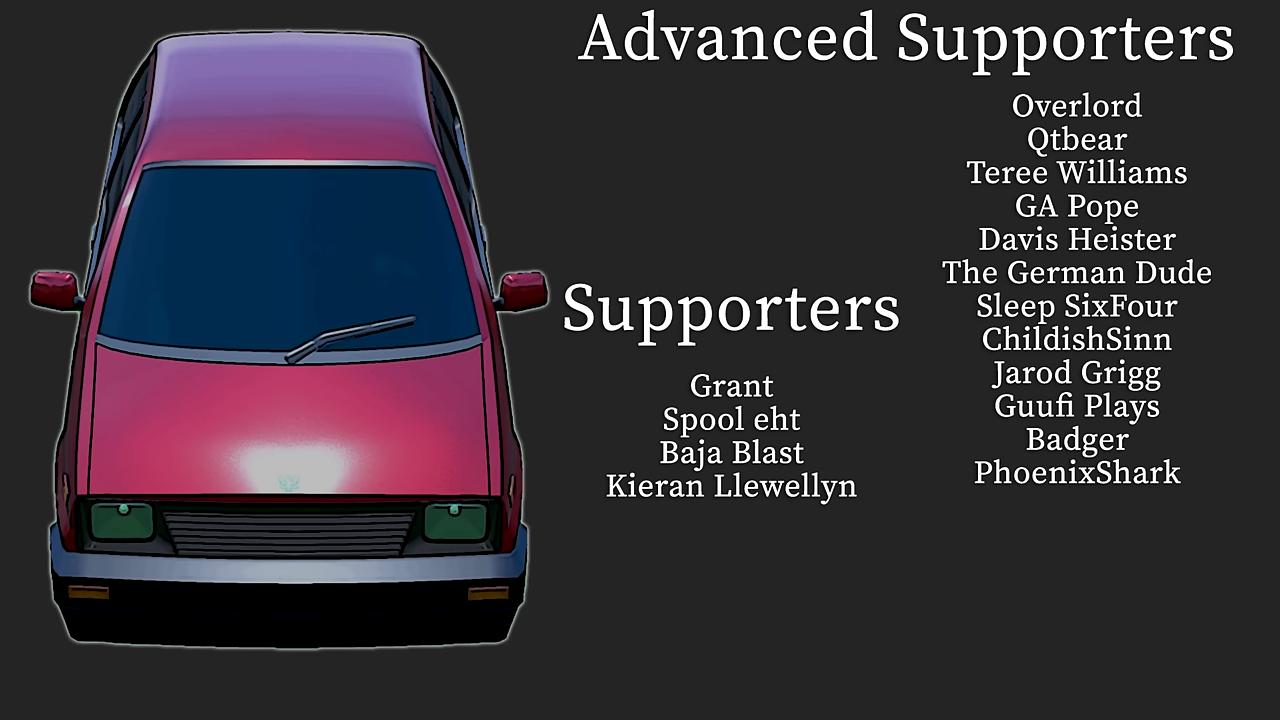 Advanced Supporters
Overlord
Qtbear
Teree Williams
GA Pope
Davis Heister
The German Dude
Sleep SixFour
ChildishSinn
Jarod Grigg
Guufi Plays
Badger
PhoenixShark
Supporters
Grant
Spool eht
Baja Blast
Kieran Llewellyn